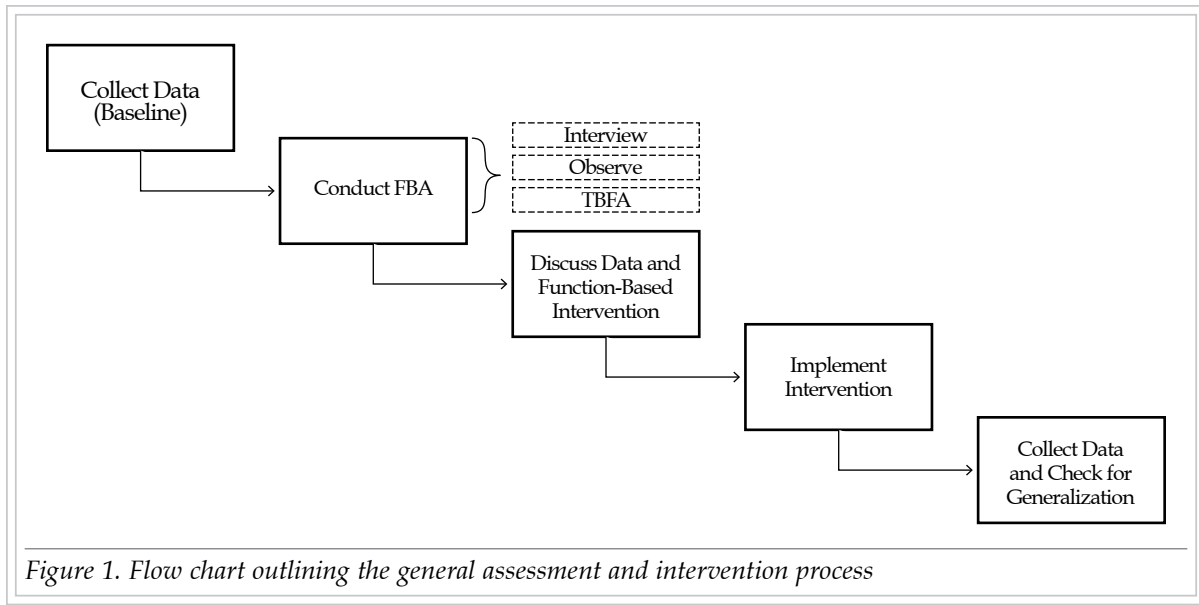 Collect Data
(Baseline)
Conduct FBA
Interview
Observe
TBFA
Discuss Data and
Function-Based
Intervention
Implement
Intervention
Collect Data
and Check for
Generalization
Figure 1. Flow chart outlining the general assessment and intervention process